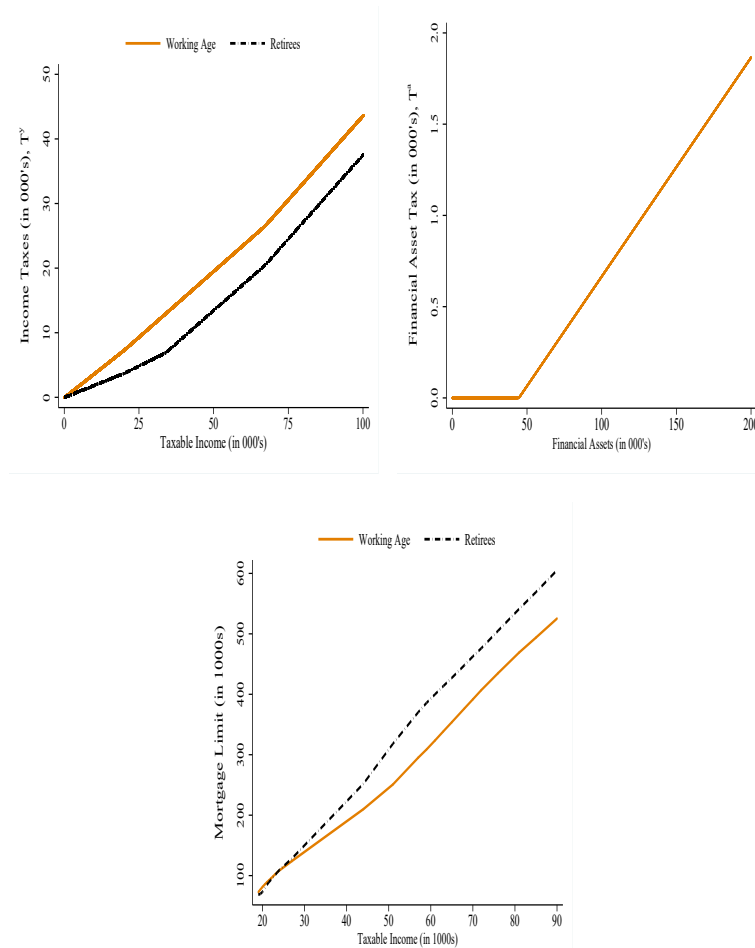 Working Age Retirees
Income Taxes (in 000's), Tʸ
50
40
30
20
10
0
0 25 50 75 100
Taxable Income (in 000's)
Financial Asset Tax (in 000's), Tᵃ
2.0
1.5
1.0
0.5
0.0
0 50 100 150 200
Financial Assets (in 000's)
Working Age Retirees
Mortgage Limit (in 1000s)
600
500
400
300
200
100
20 30 40 50 60 70 80 90
Taxable Income (in 1000s)